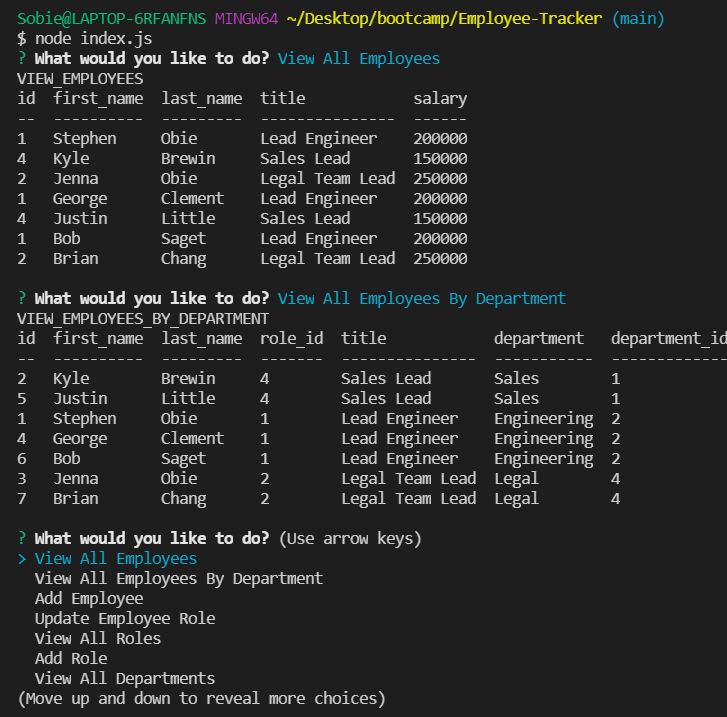 Sobie@LAPTOP-6RFANFNS MINGW64 ~/Desktop/bootcamp/Employee-Tracker (main)
$ node index.js
? What would you like to do? View All Employees
VIEW_EMPLOYEES
id  first_name  last_name  title            salary
--  ----------  ---------  ---------------  ------
1   Stephen     Obie       Lead Engineer    200000
4   Kyle        Brewin     Sales Lead       150000
2   Jenna       Obie       Legal Team Lead  250000
1   George      Clement    Lead Engineer    200000
4   Justin      Little     Sales Lead       150000
1   Bob         Saget      Lead Engineer    200000
2   Brian       Chang      Legal Team Lead  250000
? What would you like to do? View All Employees By Department
VIEW_EMPLOYEES_BY_DEPARTMENT
id  first_name  last_name  role_id  title            department   department_id
--  ----------  ---------  -------  ---------------  -----------  -------------
2   Kyle        Brewin     4        Sales Lead       Sales        1
5   Justin      Little     4        Sales Lead       Sales        1
1   Stephen     Obie       1        Lead Engineer    Engineering  2
4   George      Clement    1        Lead Engineer    Engineering  2
6   Bob         Saget      1        Lead Engineer    Engineering  2
3   Jenna       Obie       2        Legal Team Lead  Legal        4
7   Brian       Chang      2        Legal Team Lead  Legal        4
? What would you like to do? (Use arrow keys)
> View All Employees
  View All Employees By Department
  Add Employee
  Update Employee Role
  View All Roles
  Add Role
  View All Departments
(Move up and down to reveal more choices)